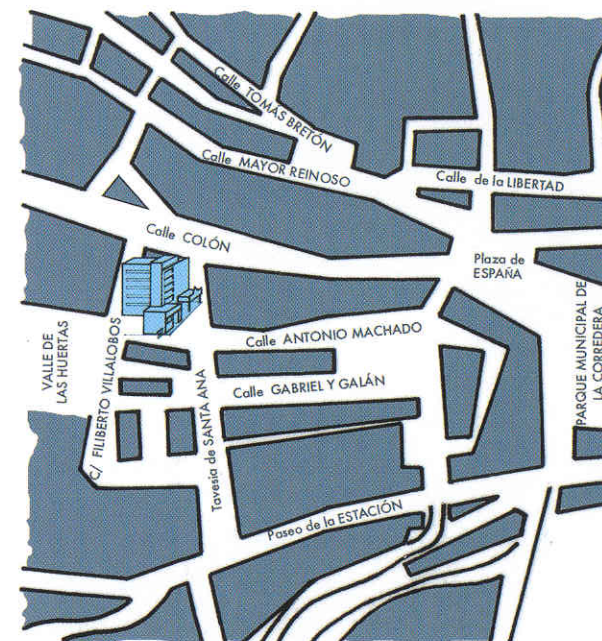 Calle TOMÁS BRETÓN
Calle MAYOR REINOSO
Calle de la LIBERTAD
Calle COLÓN
Plaza de
ESPAÑA
PARQUE MUNICIPAL DE
LA CORREDERA
Calle ANTONIO MACHADO
VALLE DE
LAS HUERTAS
C/ FILIBERTO VILLALOBOS
Calle GABRIEL Y GALÁN
Tavesia de SANTA ANA
Paseo de la ESTACIÓN